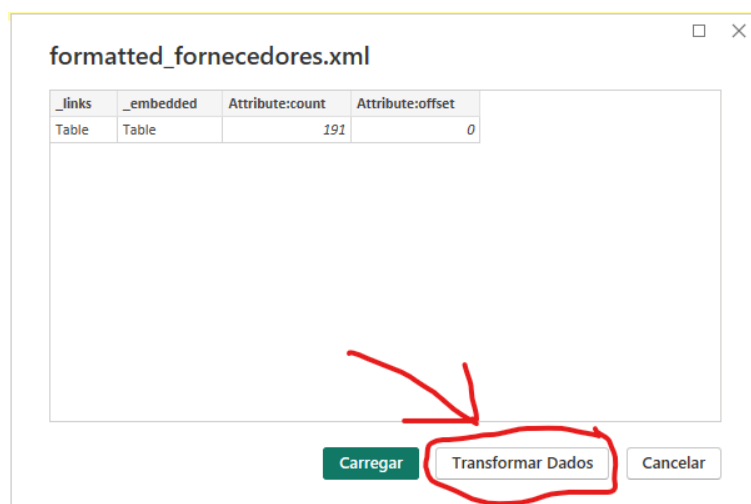 formatted_fornecedores.xml
_links _embedded Attribute:count Attribute:offset
Table Table 191 0
Carregar Transformar Dados Cancelar